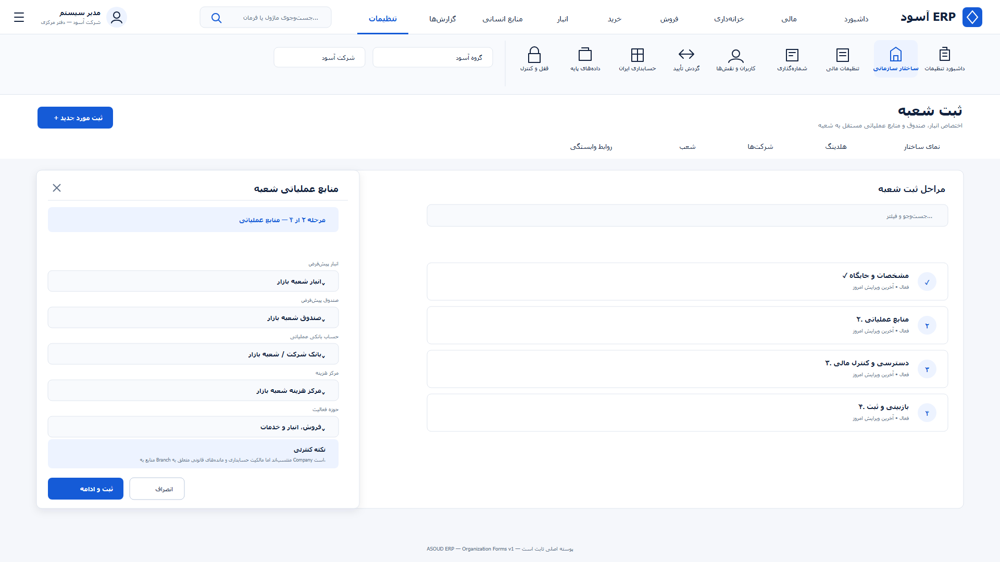 آسود ERP
داشبورد
مالی
خزانه‌داری
فروش
خرید
انبار
منابع انسانی
گزارش‌ها
تنظیمات
جست‌وجوی ماژول یا فرمان...
مدیر سیستم
شرکت آسود — دفتر مرکزی
داشبورد تنظیمات
ساختار سازمانی
تنظیمات مالی
شماره‌گذاری
کاربران و نقش‌ها
گردش تأیید
حسابداری ایران
داده‌های پایه
قفل و کنترل
گروه آسود
شرکت آسود
ثبت شعبه
اختصاص انبار، صندوق و منابع عملیاتی مستقل به شعبه
ثبت مورد جدید +
نمای ساختار
هلدینگ
شرکت‌ها
شعب
روابط وابستگی
مراحل ثبت شعبه
جست‌وجو و فیلتر...
✓
مشخصات و جایگاه ✓
فعال • آخرین ویرایش امروز
۲
۲. منابع عملیاتی
فعال • آخرین ویرایش امروز
۳
۳. دسترسی و کنترل مالی
فعال • آخرین ویرایش امروز
۴
۴. بازبینی و ثبت
فعال • آخرین ویرایش امروز
منابع عملیاتی شعبه
مرحله ۲ از ۴ — منابع عملیاتی
انبار پیش‌فرض
انبار شعبه بازار
صندوق پیش‌فرض
صندوق شعبه بازار
حساب بانکی عملیاتی
بانک شرکت / شعبه بازار
مرکز هزینه
مرکز هزینه شعبه بازار
حوزه فعالیت
فروش، انبار و خدمات
نکته کنترلی
منابع به Branch منتسب‌اند اما مالکیت حسابداری و مانده‌های قانونی متعلق به Company است.
انصراف
ثبت و ادامه
ASOUD ERP — Organization Forms v1 — پوسته اصلی ثابت است